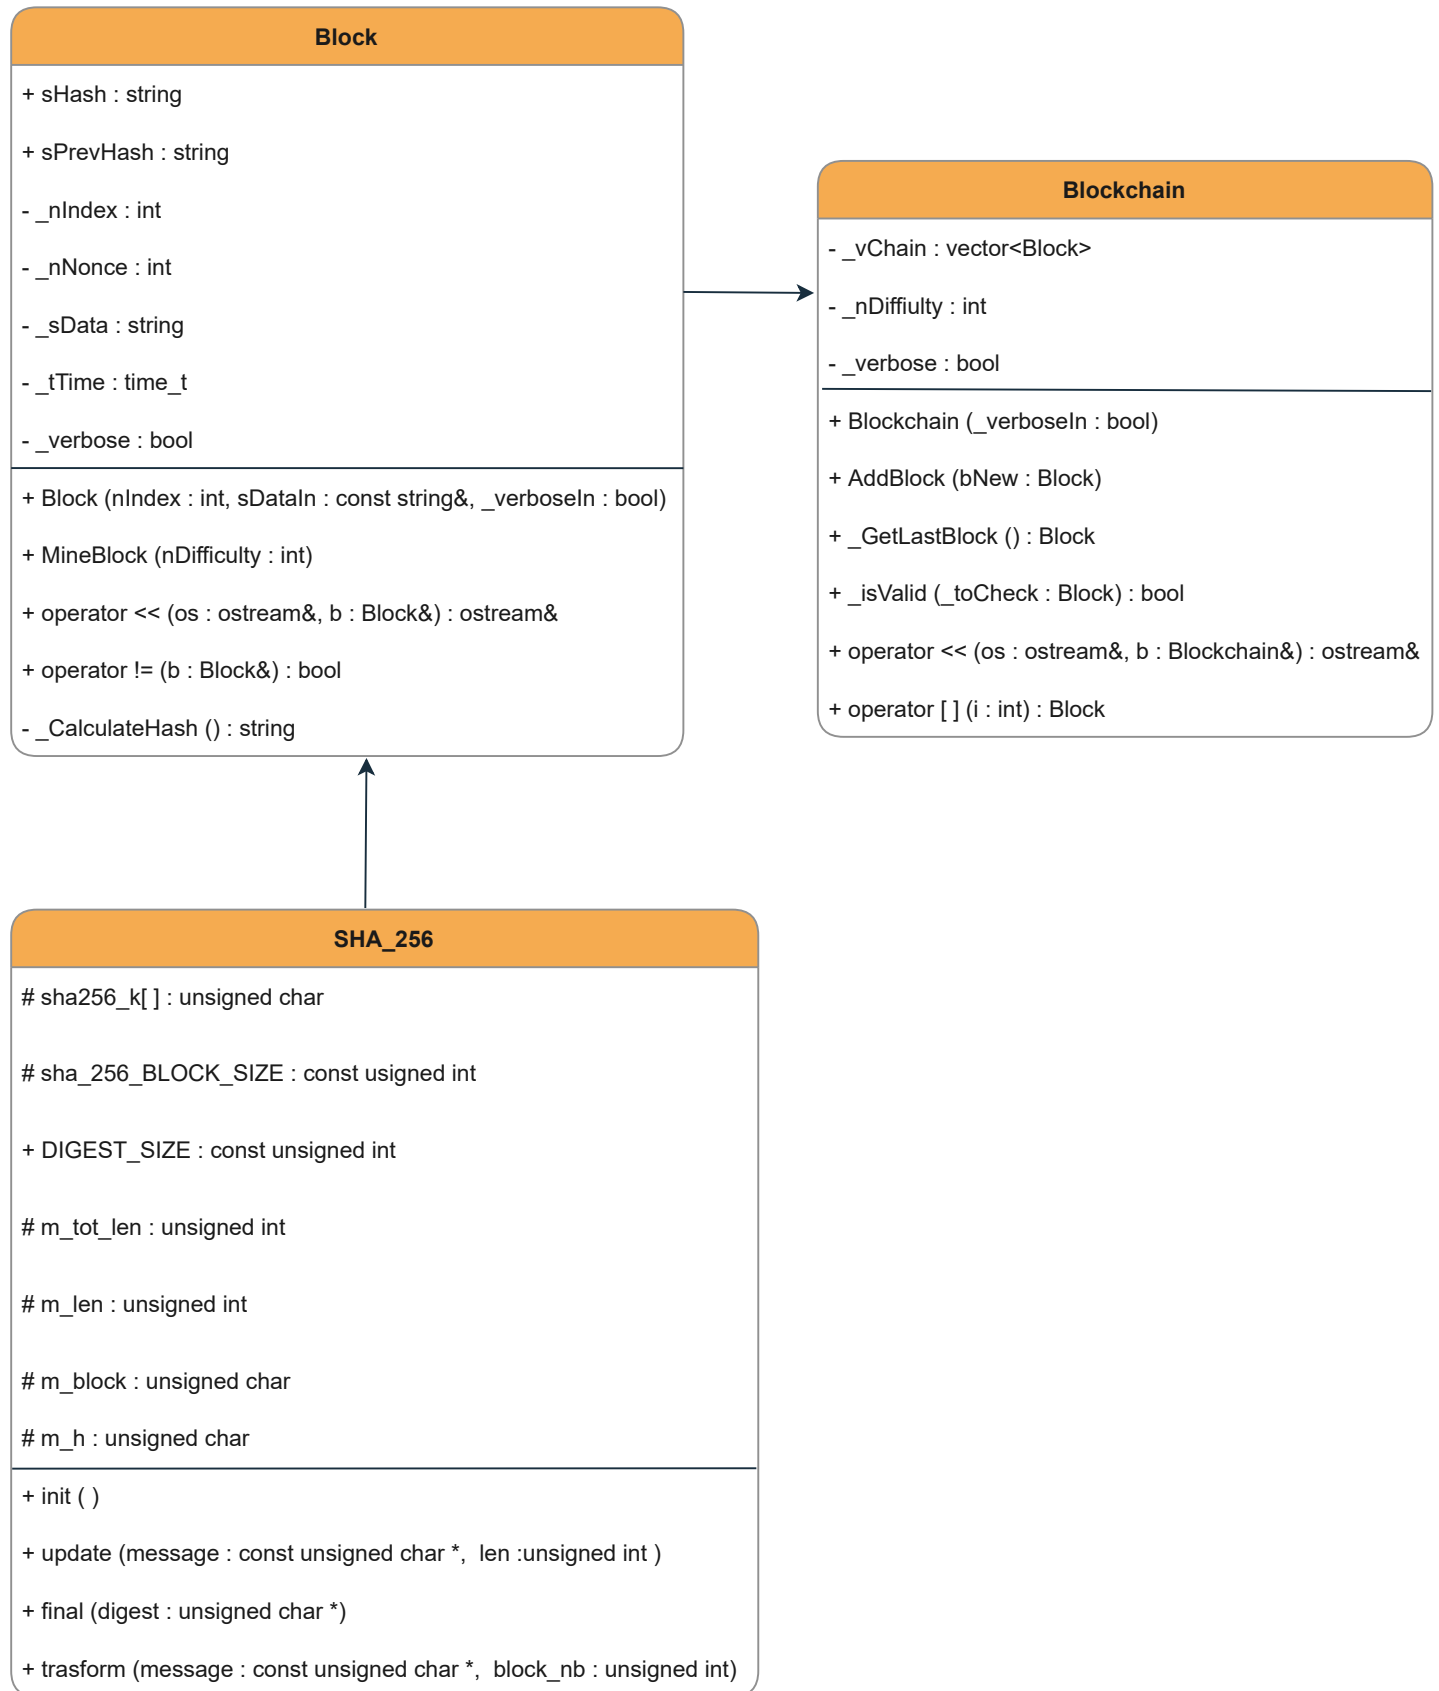 Block
+ sHash : string
+ sPrevHash : string
- _nIndex : int
- _nNonce : int
- _sData : string
- _tTime : time_t
- _verbose : bool
+ Block (nIndex : int, sDataIn : const string&, _verboseIn : bool)
+ MineBlock (nDifficulty : int)
+ operator << (os : ostream&, b : Block&) : ostream&
+ operator != (b : Block&) : bool
- _CalculateHash () : string
Blockchain
- _vChain : vector<Block>
- _nDiffiulty : int
- _verbose : bool
+ Blockchain (_verboseIn : bool)
+ AddBlock (bNew : Block)
+ _GetLastBlock () : Block
+ _isValid (_toCheck : Block) : bool
+ operator << (os : ostream&, b : Blockchain&) : ostream&
+ operator [ ] (i : int) : Block
SHA_256
# sha256_k[ ] : unsigned char
# sha_256_BLOCK_SIZE : const usigned int
+ DIGEST_SIZE : const unsigned int
# m_tot_len : unsigned int
# m_len : unsigned int
# m_block : unsigned char
# m_h : unsigned char
+ init ( )
+ update (message : const unsigned char *,  len :unsigned int )
+ final (digest : unsigned char *)
+ trasform (message : const unsigned char *,  block_nb : unsigned int)